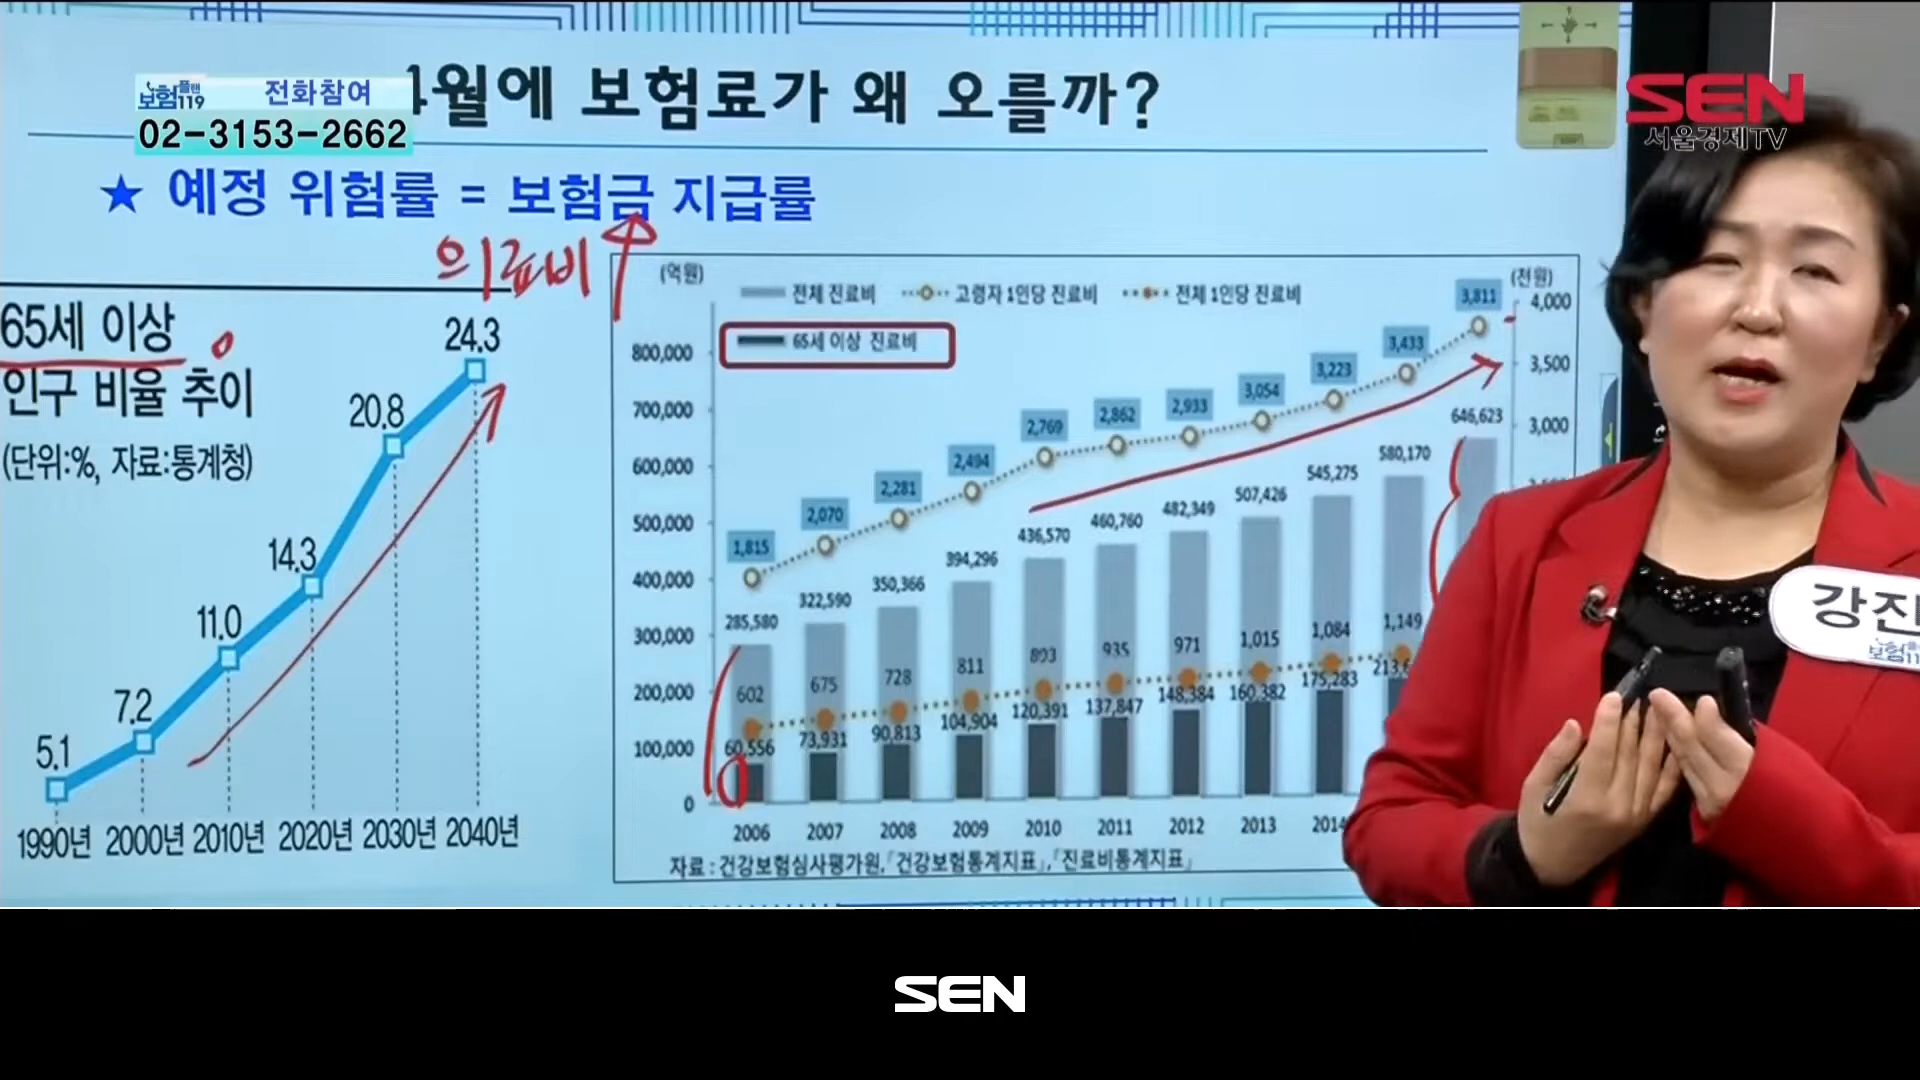 보험플랜119 전화참여
02-3153-2662
4월에 보험료가 왜 오를까?
SEN
서울경제TV
★ 예정 위험률 = 보험금 지급률
의료비
65세 이상
인구 비율 추이
(단위:%, 자료:통계청)
5.1
7.2
11.0
14.3
20.8
24.3
1990년 2000년 2010년 2020년 2030년 2040년
(억원)
(천원)
전체 진료비 고령자 1인당 진료비 전체 1인당 진료비
65세 이상 진료비
800,000
700,000
600,000
500,000
400,000
300,000
200,000
100,000
0
4,000
3,500
3,000
1,815 2,070 2,281 2,494 2,769 2,862 2,933 3,054 3,223 3,433 3,811
285,580 322,590 350,366 394,296 436,570 460,760 482,349 507,426 545,275 580,170 646,623
602 675 728 811 893 935 971 1,015 1,084 1,149
60,556 73,931 90,813 104,904 120,391 137,847 148,384 160,382 175,283
2006 2007 2008 2009 2010 2011 2012 2013 2014
자료 : 건강보험심사평가원,「건강보험통계지표」,「진료비통계지표」
강진
보험
SEN